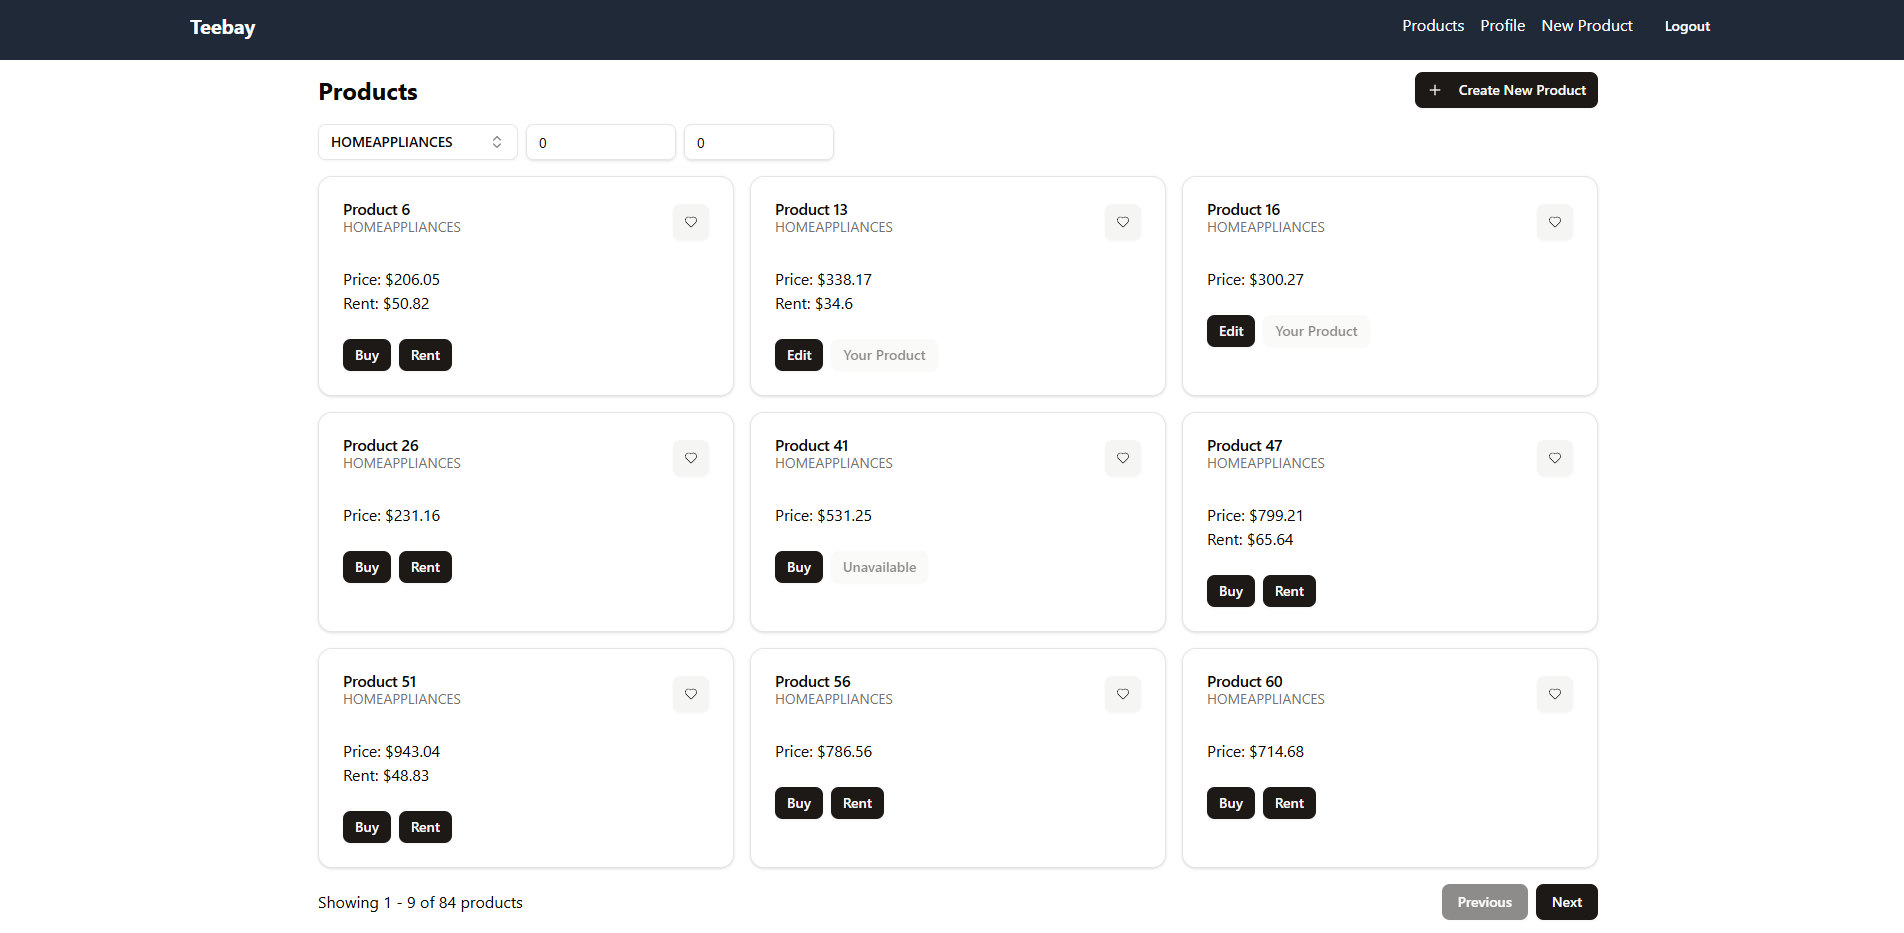 Teebay
Products Profile New Product Logout
Products
Create New Product
HOMEAPPLIANCES
0
0
Product 6
HOMEAPPLIANCES
Price: $206.05
Rent: $50.82
Buy Rent
Product 13
HOMEAPPLIANCES
Price: $338.17
Rent: $34.6
Edit Your Product
Product 16
HOMEAPPLIANCES
Price: $300.27
Edit Your Product
Product 26
HOMEAPPLIANCES
Price: $231.16
Buy Rent
Product 41
HOMEAPPLIANCES
Price: $531.25
Buy Unavailable
Product 47
HOMEAPPLIANCES
Price: $799.21
Rent: $65.64
Buy Rent
Product 51
HOMEAPPLIANCES
Price: $943.04
Rent: $48.83
Buy Rent
Product 56
HOMEAPPLIANCES
Price: $786.56
Buy Rent
Product 60
HOMEAPPLIANCES
Price: $714.68
Buy Rent
Showing 1 - 9 of 84 products
Previous Next